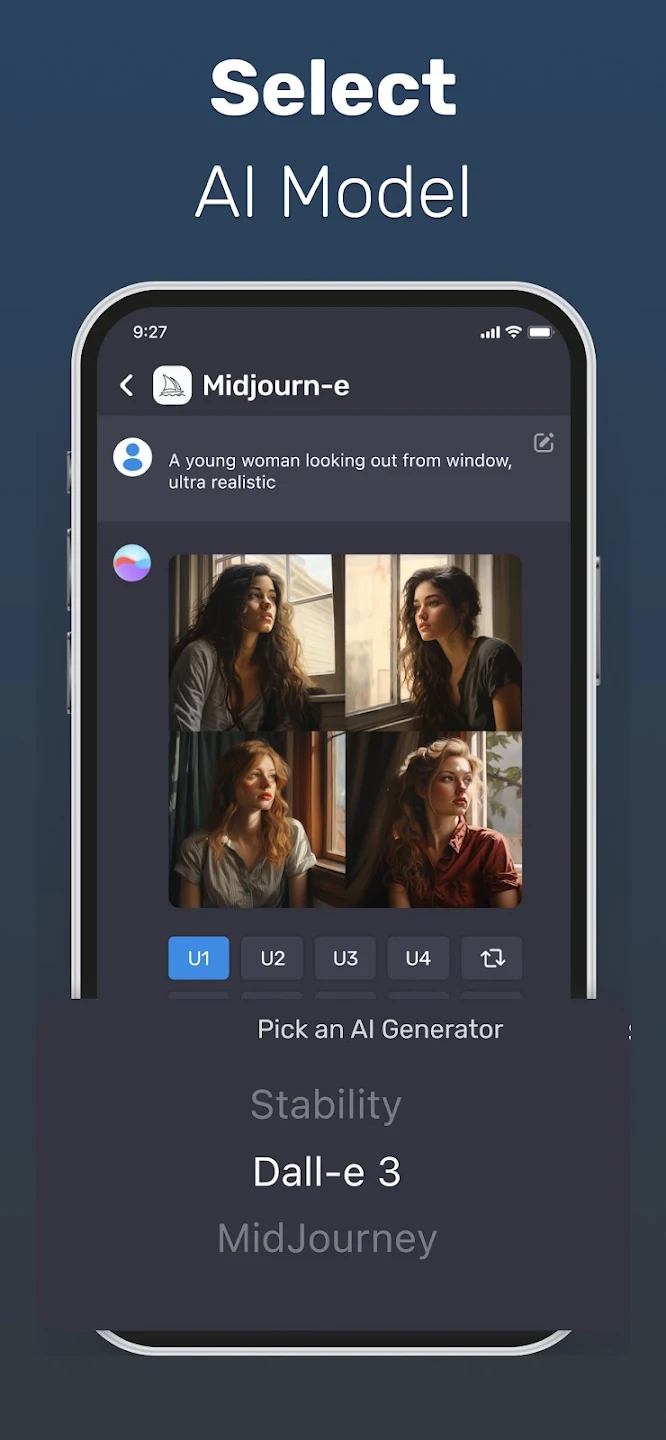 Select
AI Model
9:27
Midjourn-e
A young woman looking out from window,
ultra realistic
U1 U2 U3 U4
Pick an AI Generator
Stability
Dall-e 3
MidJourney